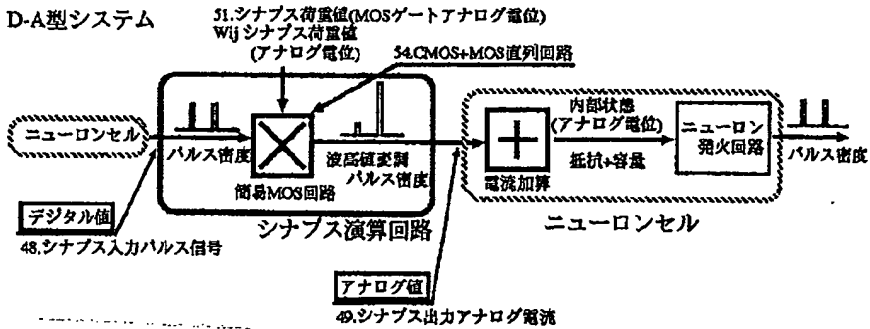 D-A型システム
51.シナプス荷重値(MOSゲートアナログ電位)
Wij シナプス荷重値
(アナログ電位)
54.CMOS+MOS直列回路
ニューロンセル
パルス密度
簡易MOS回路
波高値変調
パルス密度
シナプス演算回路
電流加算
内部状態
(アナログ電位)
抵抗+容量
ニューロン
発火回路
パルス密度
ニューロンセル
デジタル値
48.シナプス入力パルス信号
アナログ値
49.シナプス出力アナログ電流